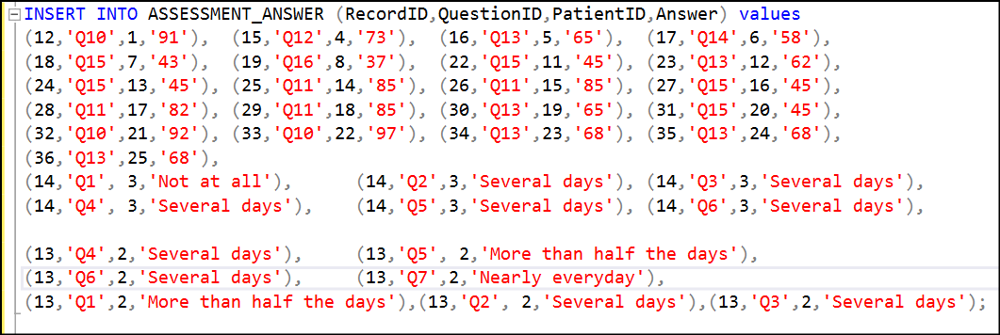 INSERT INTO ASSESSMENT_ANSWER (RecordID,QuestionID,PatientID,Answer) values
(12,'Q10',1,'91'), (15,'Q12',4,'73'), (16,'Q13',5,'65'), (17,'Q14',6,'58'),
(18,'Q15',7,'43'), (19,'Q16',8,'37'), (22,'Q15',11,'45'), (23,'Q13',12,'62'),
(24,'Q15',13,'45'), (25,'Q11',14,'85'), (26,'Q11',15,'85'), (27,'Q15',16,'45'),
(28,'Q11',17,'82'), (29,'Q11',18,'85'), (30,'Q13',19,'65'), (31,'Q15',20,'45'),
(32,'Q10',21,'92'), (33,'Q10',22,'97'), (34,'Q13',23,'68'), (35,'Q13',24,'68'),
(36,'Q13',25,'68'),
(14,'Q1', 3,'Not at all'), (14,'Q2',3,'Several days'), (14,'Q3',3,'Several days'),
(14,'Q4', 3,'Several days'), (14,'Q5',3,'Several days'), (14,'Q6',3,'Several days'),
(13,'Q4',2,'Several days'), (13,'Q5', 2,'More than half the days'),
(13,'Q6',2,'Several days'), (13,'Q7',2,'Nearly everyday'),
(13,'Q1',2,'More than half the days'),(13,'Q2', 2,'Several days'),(13,'Q3',2,'Several days');